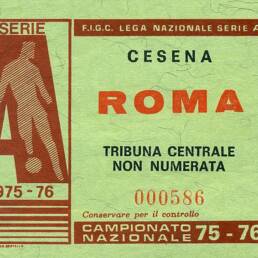 SERIE
F.I.G.C. LEGA NAZIONALE SERIE A
CESENA
ROMA
TRIBUNA CENTRALE
NON NUMERATA
A
975 - 76
000586
Conservare per il controllo
CAMPIONATO
NAZIONALE 75-76